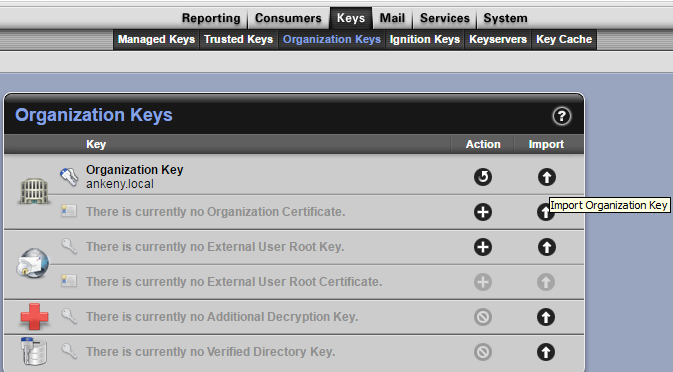 Reporting Consumers Keys Mail Services System
Managed Keys Trusted Keys Organization Keys Ignition Keys Keyservers Key Cache
Organization Keys ?
Key Action Import
Organization Key
ankeny.local
Import Organization Key
There is currently no Organization Certificate.
There is currently no External User Root Key.
There is currently no External User Root Certificate.
There is currently no Additional Decryption Key.
There is currently no Verified Directory Key.